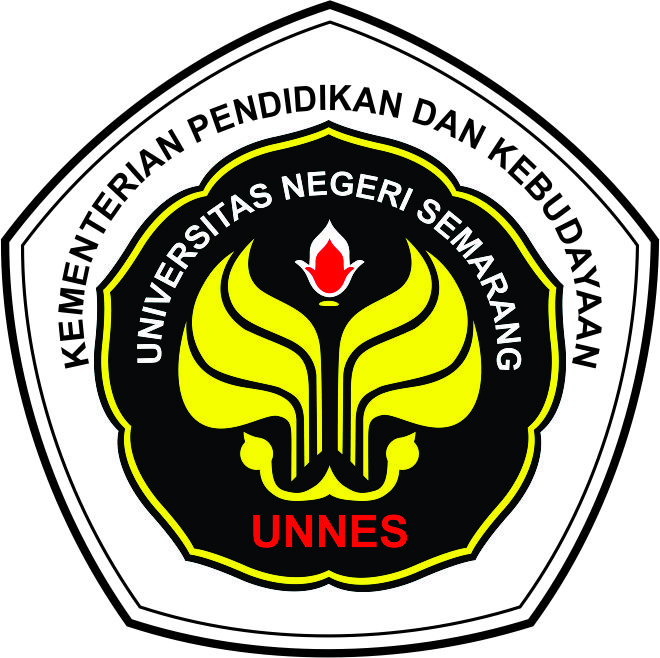 KEMENTERIAN PENDIDIKAN DAN KEBUDAYAAN
UNIVERSITAS NEGERI SEMARANG
UNNES